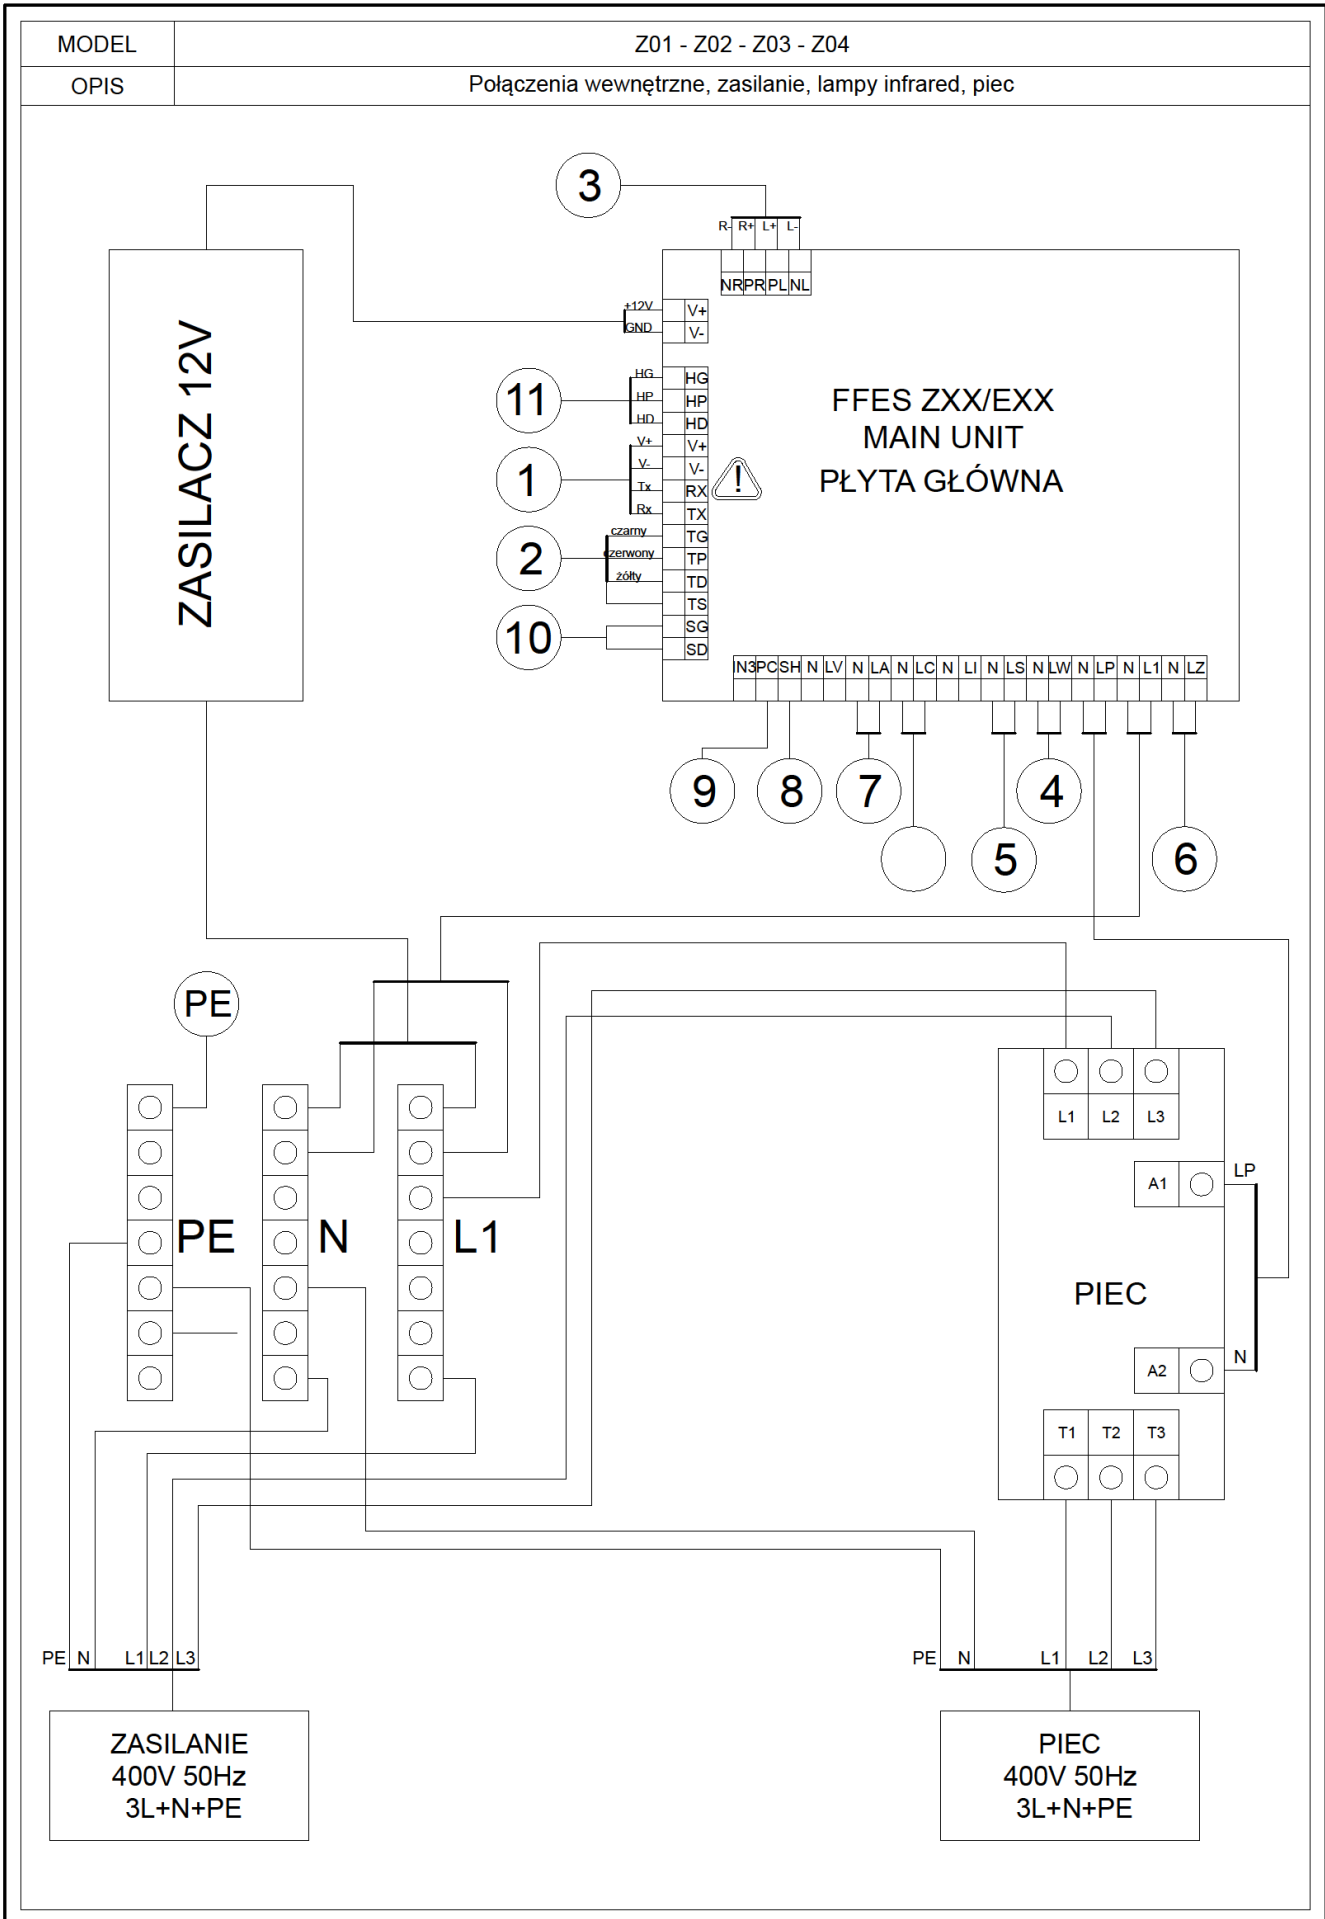 MODEL
Z01 - Z02 - Z03 - Z04
OPIS
Połączenia wewnętrzne, zasilanie, lampy infrared, piec
3
R- R+ L+ L-
NR PR PL NL
ZASILACZ 12V
+12V
GND
V+
V-
11
HG
HP
HD
HG
HP
HD
1
V+
V-
Tx
Rx
V+
V-
RX
TX
!
2
czarny
czerwony
żółty
TG
TP
TD
TS
10
SG
SD
FFES ZXX/EXX
MAIN UNIT
PŁYTA GŁÓWNA
IN3 PC SH N LV N LA N LC N LI N LS N LW N LP N L1 N LZ
9 8 7 4
5 6
PE
PE N L1
L1 L2 L3
A1
LP
PIEC
A2
N
T1 T2 T3
PE N L1 L2 L3
ZASILANIE
400V 50Hz
3L+N+PE
PE N L1 L2 L3
PIEC
400V 50Hz
3L+N+PE